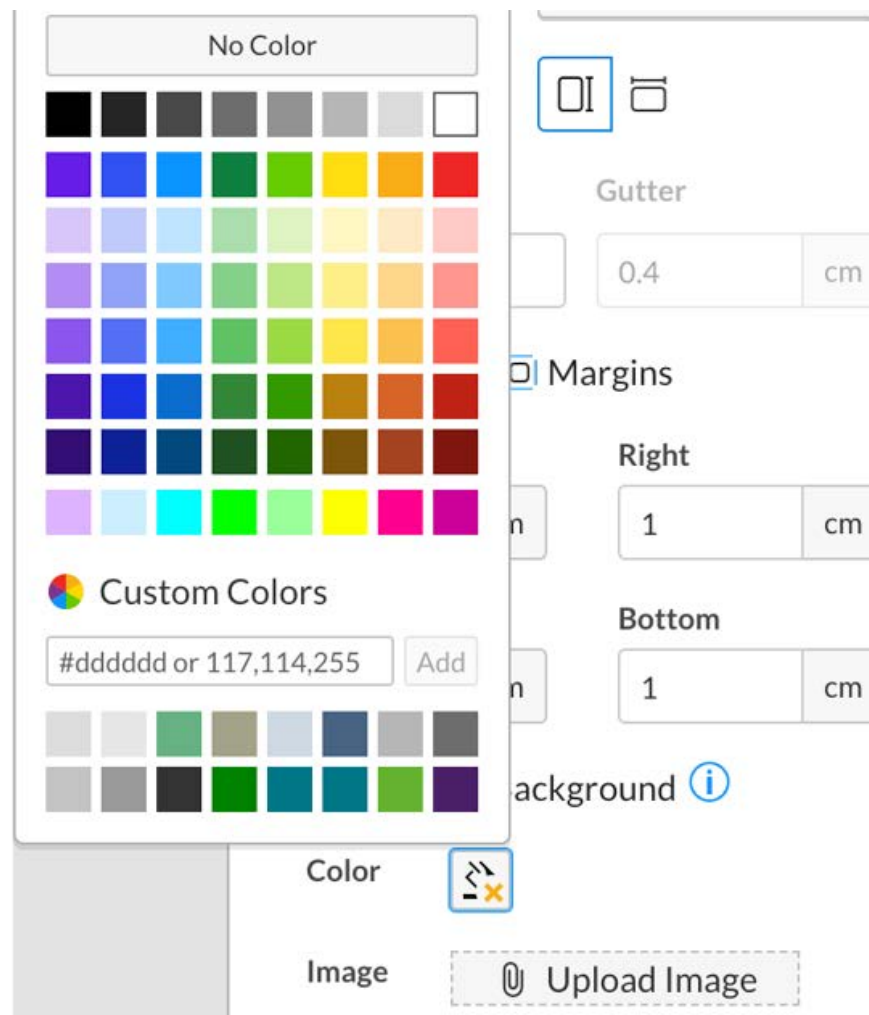 No Color
Gutter
0.4 cm
Margins
Right
m
1 cm
Custom Colors
Bottom
#dddddd or 117,114,255 Add
m
1 cm
ackground i
Color
Image
Upload Image